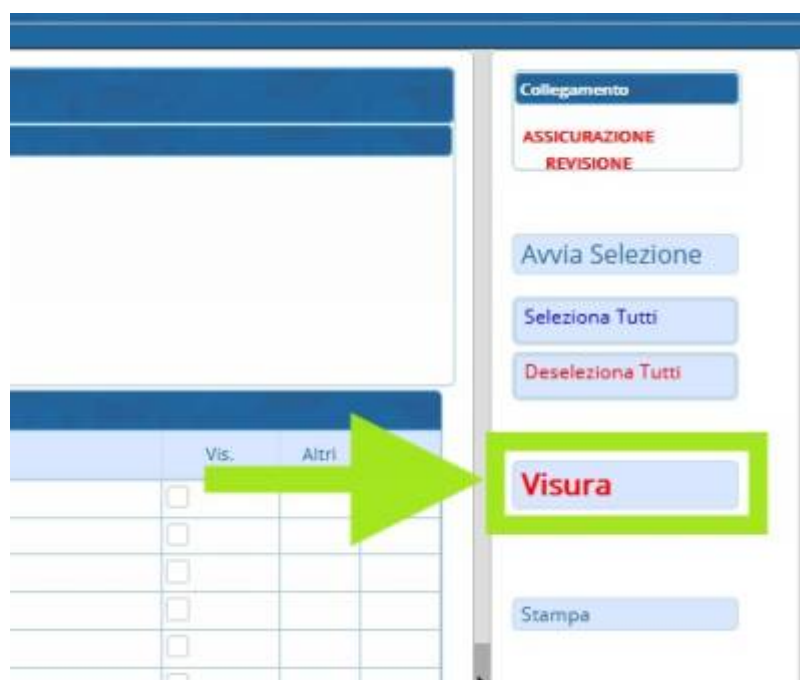 Collegamento
ASSICURAZIONE
REVISIONE
Avvia Selezione
Seleziona Tutti
Deseleziona Tutti
Vis. Altri
Visura
Stampa